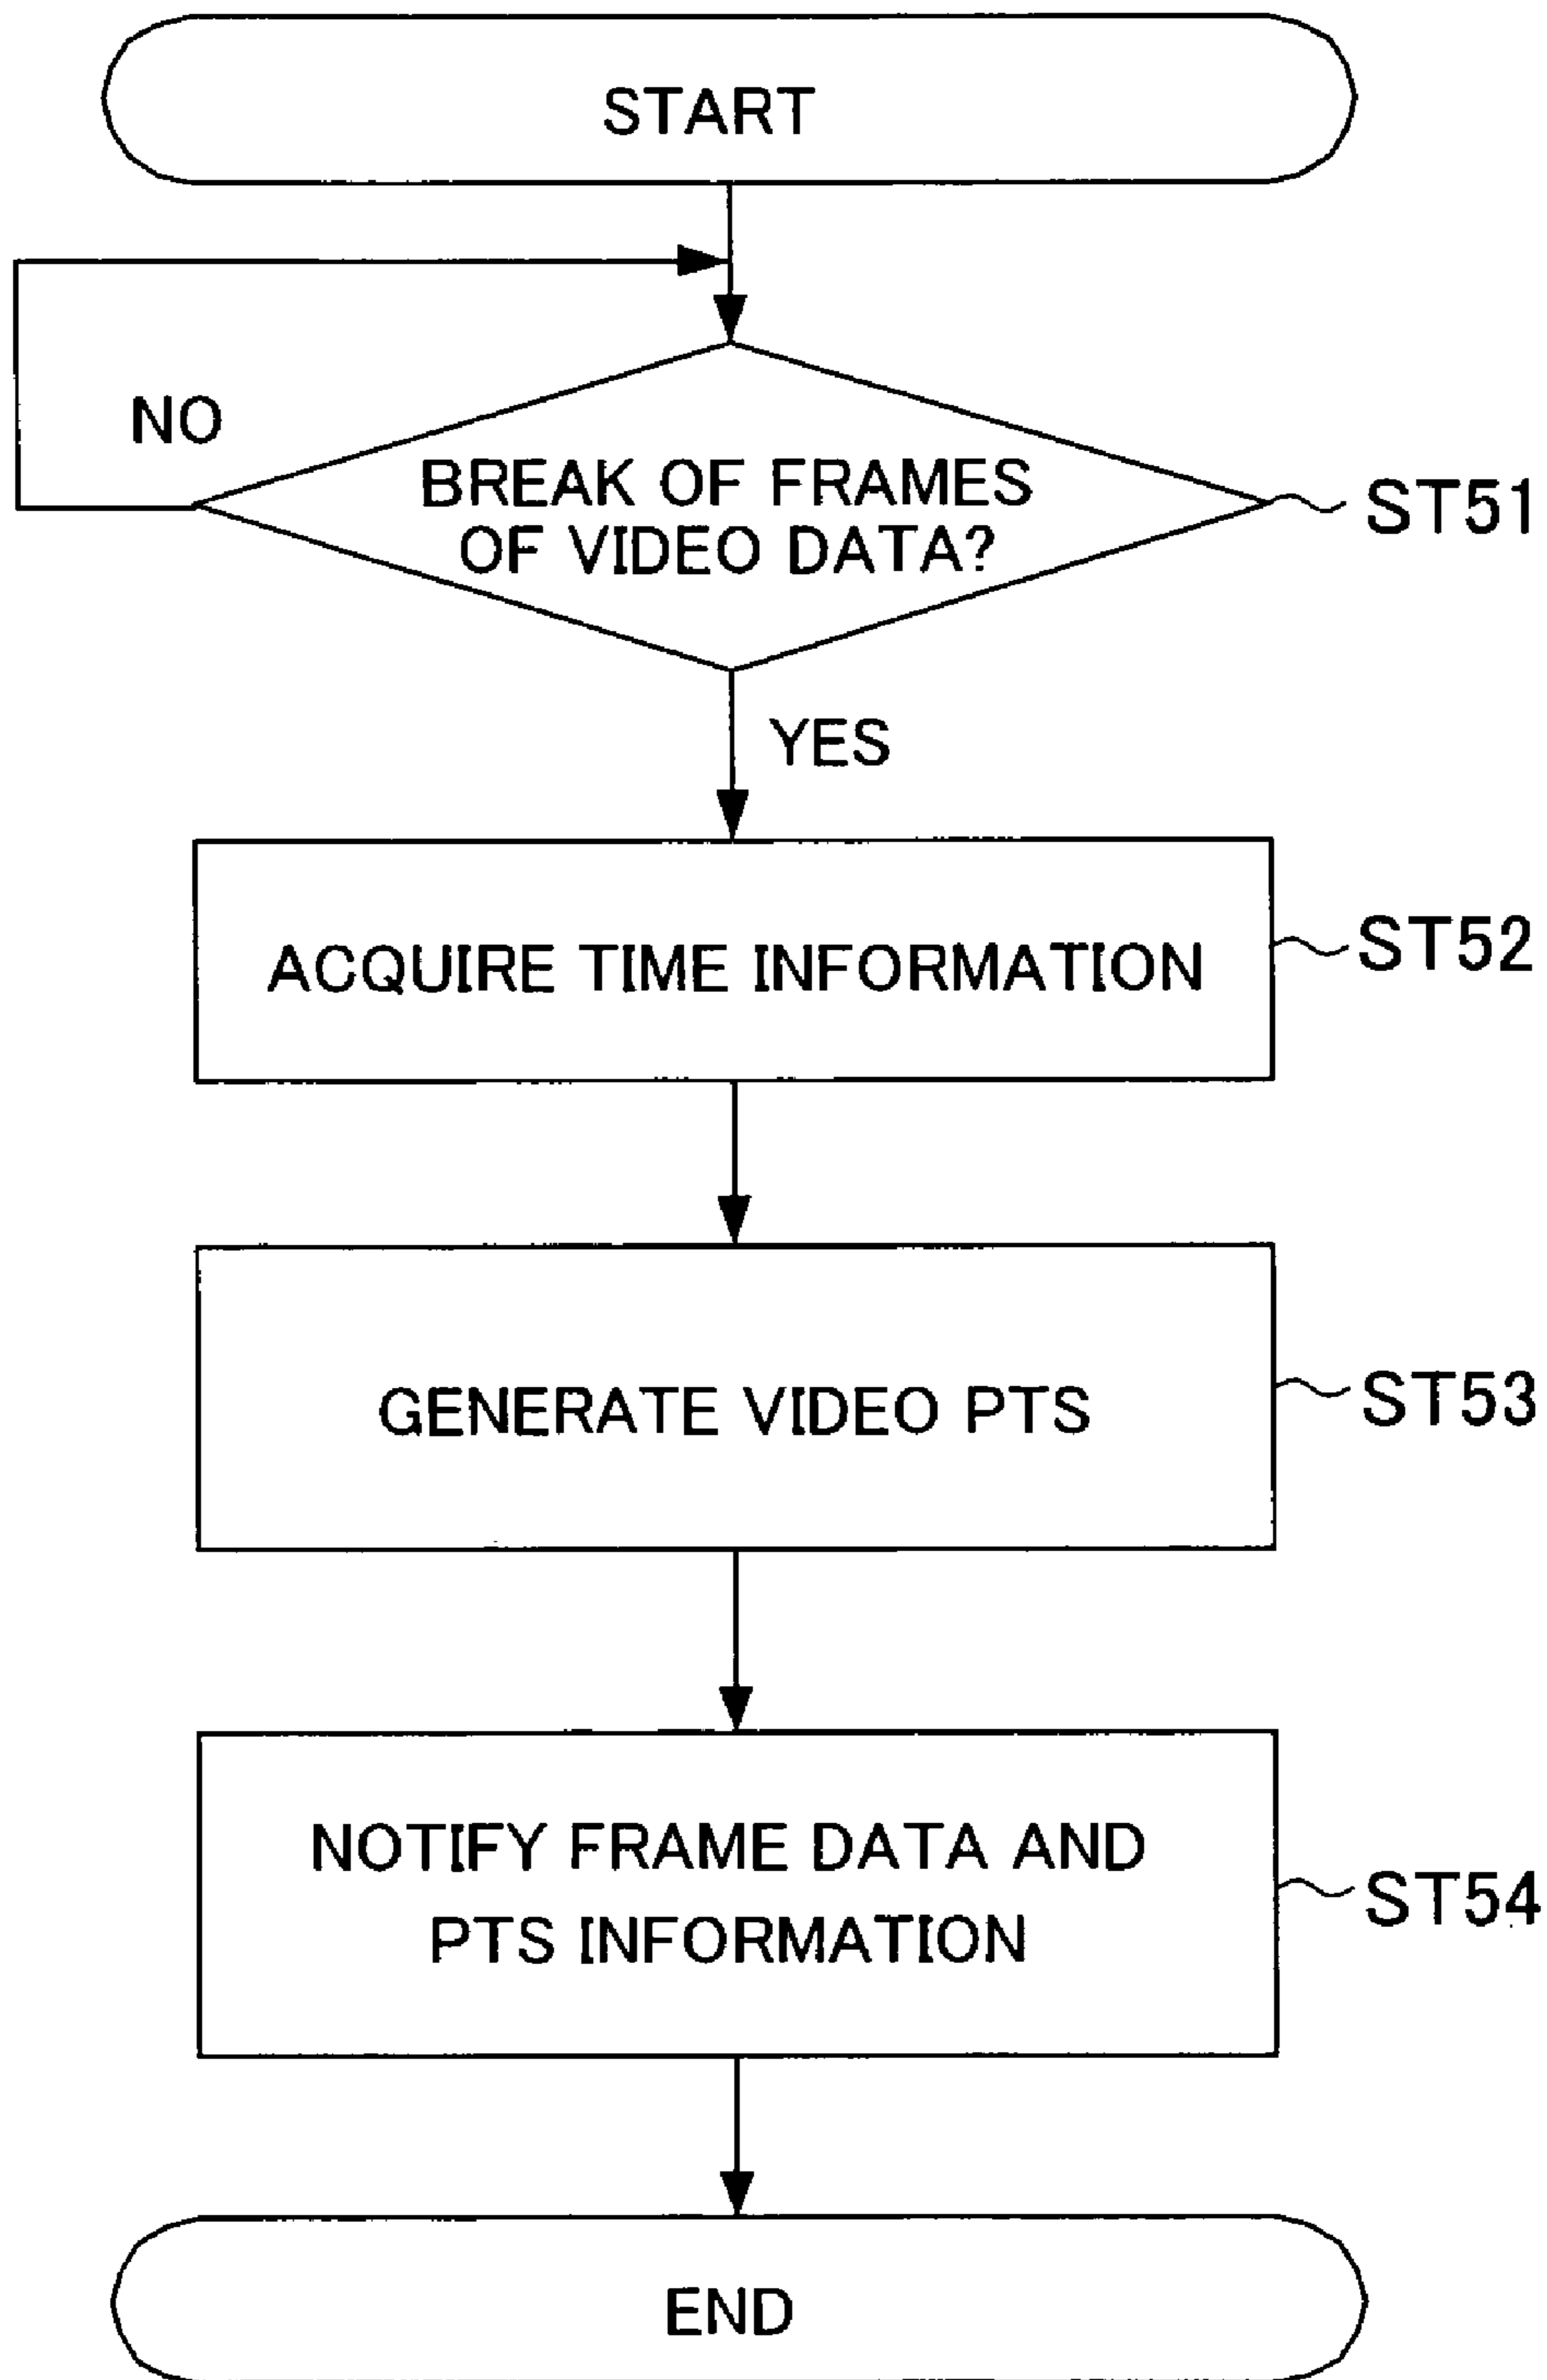 START
NO
BREAK OF FRAMES
OF VIDEO DATA?
ST51
YES
ACQUIRE TIME INFORMATION
ST52
GENERATE VIDEO PTS
ST53
NOTIFY FRAME DATA AND
PTS INFORMATION
ST54
END